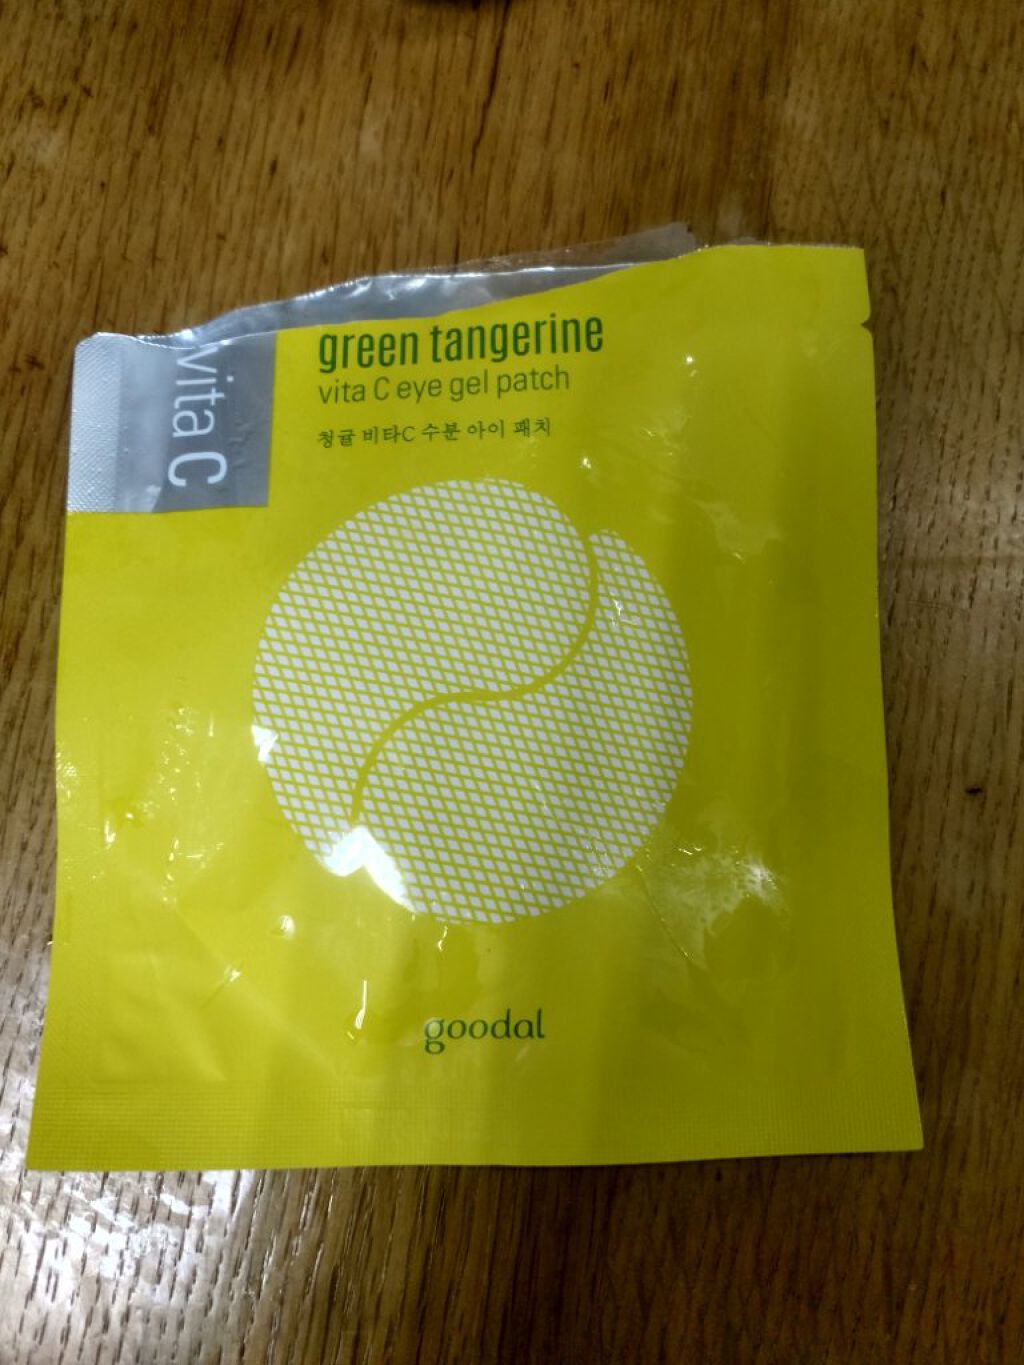 green tangerine
vita C eye gel patch
청귤 비타C 수분 아이 패치
vita C
goodal